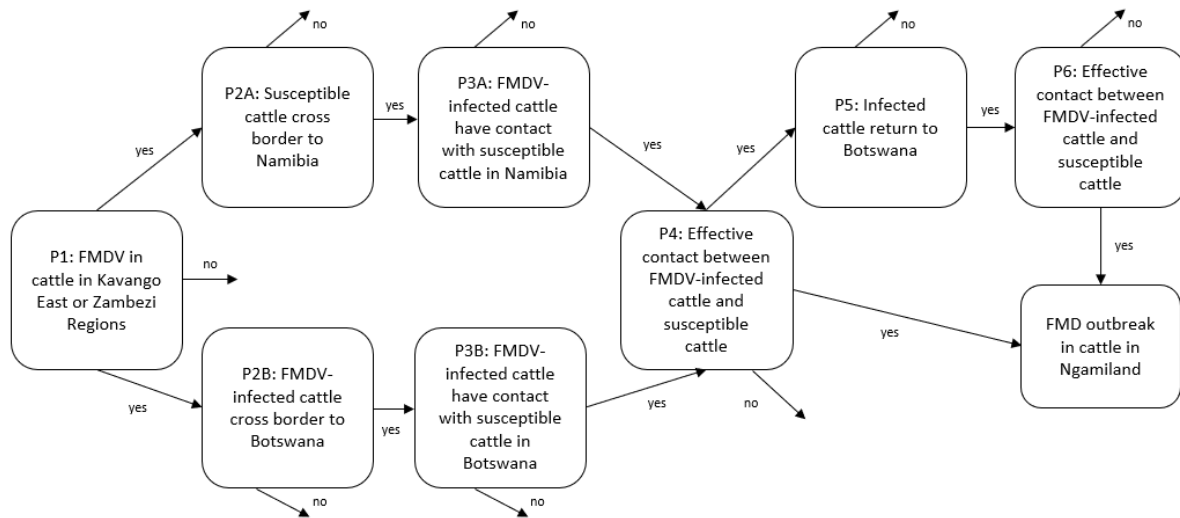 no
no
no
no
P2A: Susceptible
cattle cross
border to
Namibia
yes
P3A: FMDV-
infected cattle
have contact
with susceptible
cattle in Namibia
P5: Infected
cattle return to
Botswana
yes
P6: Effective
contact between
FMDV-infected
cattle and
susceptible
cattle
yes
yes
yes
P1: FMDV in
cattle in Kavango
East or Zambezi
Regions
no
P4: Effective
contact between
FMDV-infected
cattle and
susceptible
cattle
yes
yes
FMD outbreak
in cattle in
Ngamiland
P2B: FMDV-
infected cattle
cross border to
Botswana
yes
yes
P3B: FMDV-
infected cattle
have contact
with susceptible
cattle in
Botswana
yes
no
no
no